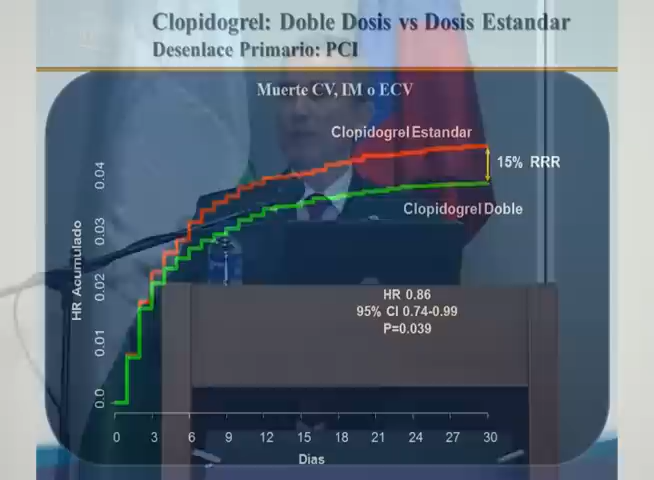 Clopidogrel: Doble Dosis vs Dosis Estandar
Desenlace Primario: PCI
Muerte CV, IM o ECV
Clopidogrel Estandar
15% RRR
Clopidogrel Doble
HR Acumulado
0.04
0.03
0.02
0.01
0.0
HR 0.86
95% CI 0.74-0.99
P=0.039
0 3 6 9 12 15 18 21 24 27 30
Dias